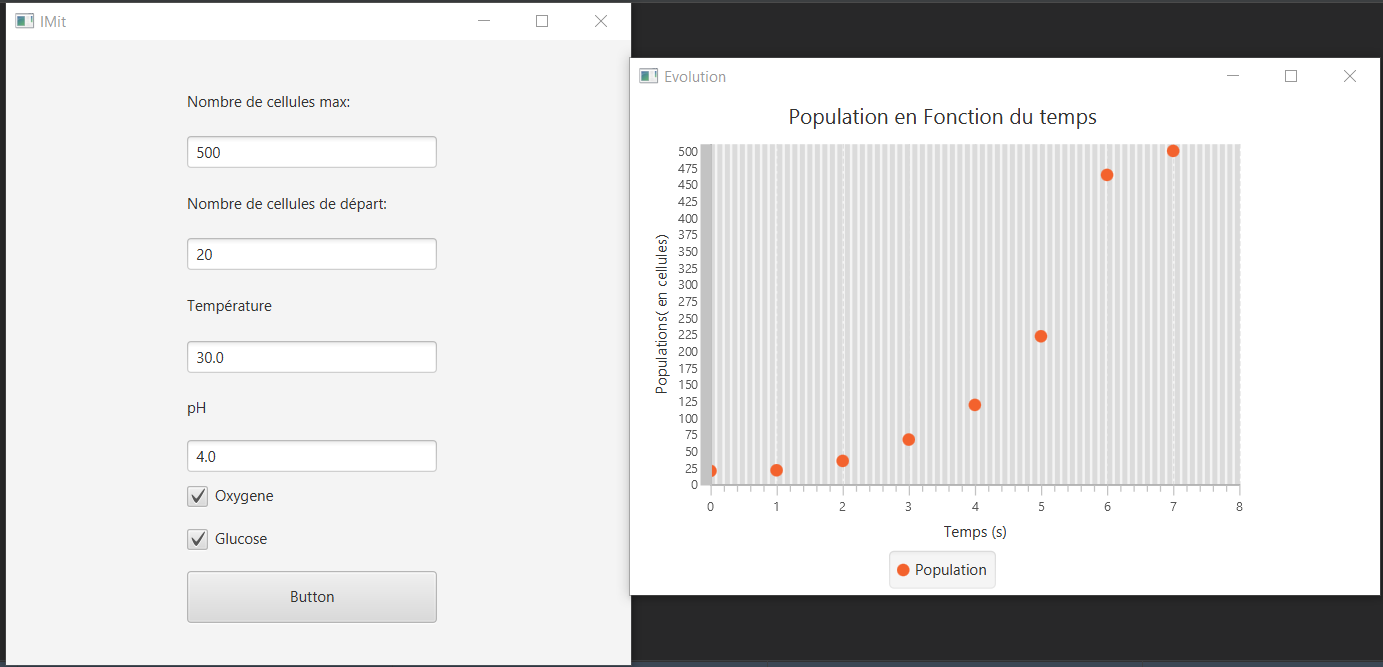 IMit
Nombre de cellules max:
500
Nombre de cellules de départ:
20
Température
30.0
pH
4.0
Oxygene
Glucose
Button
Evolution
Population en Fonction du temps
Populations( en cellules)
500
475
450
425
400
375
350
325
300
275
250
225
200
175
150
125
100
75
50
25
0
0 1 2 3 4 5 6 7 8
Temps (s)
Population